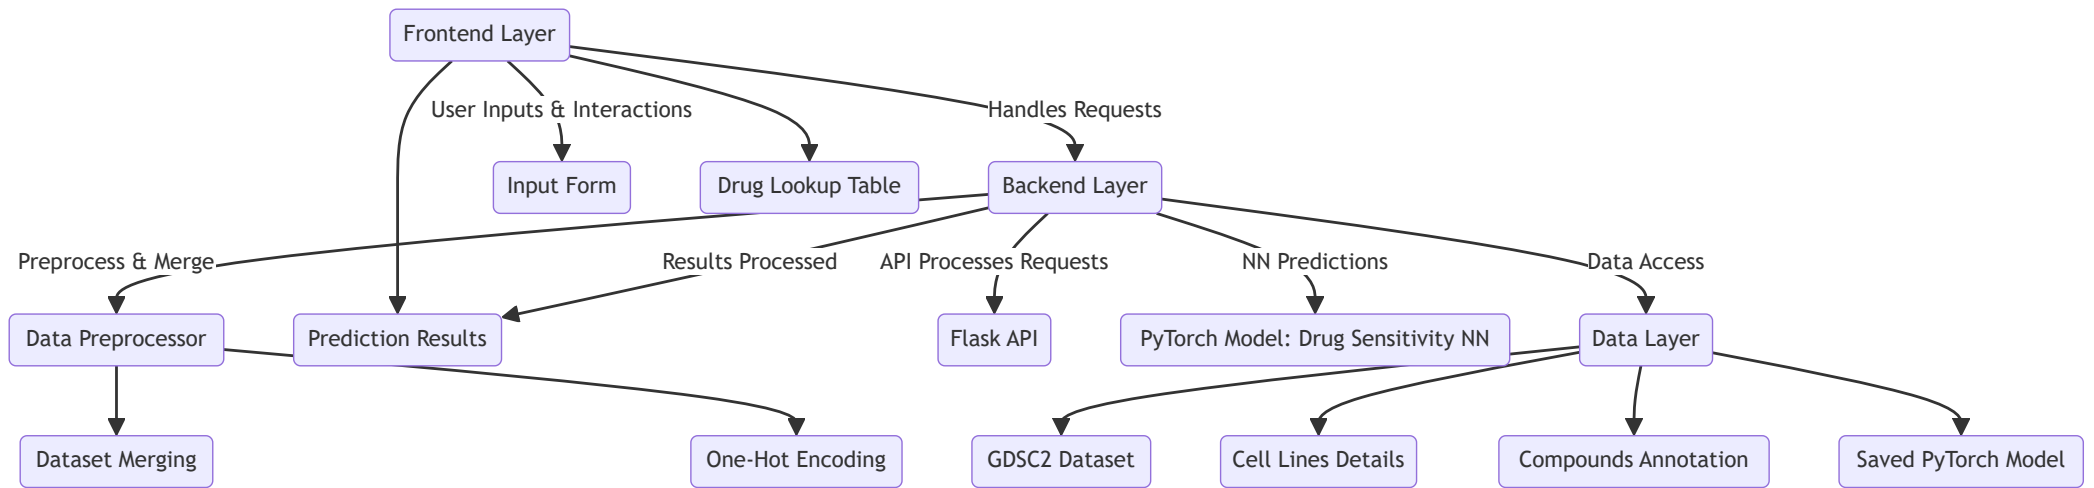 Frontend Layer
User Inputs & Interactions
Handles Requests
Input Form
Drug Lookup Table
Backend Layer
Preprocess & Merge
Results Processed
API Processes Requests
NN Predictions
Data Access
Data Preprocessor
Prediction Results
Flask API
PyTorch Model: Drug Sensitivity NN
Data Layer
Dataset Merging
One-Hot Encoding
GDSC2 Dataset
Cell Lines Details
Compounds Annotation
Saved PyTorch Model